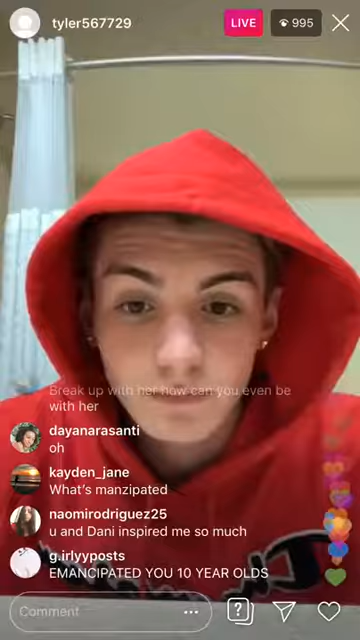 tyler567729
LIVE
995
Break up with her how can you even be
with her
dayanarasanti
oh
kayden_jane
What's manzipated
naomirodriguez25
u and Dani inspired me so much
g.irlyyposts
EMANCIPATED YOU 10 YEAR OLDS
Comment